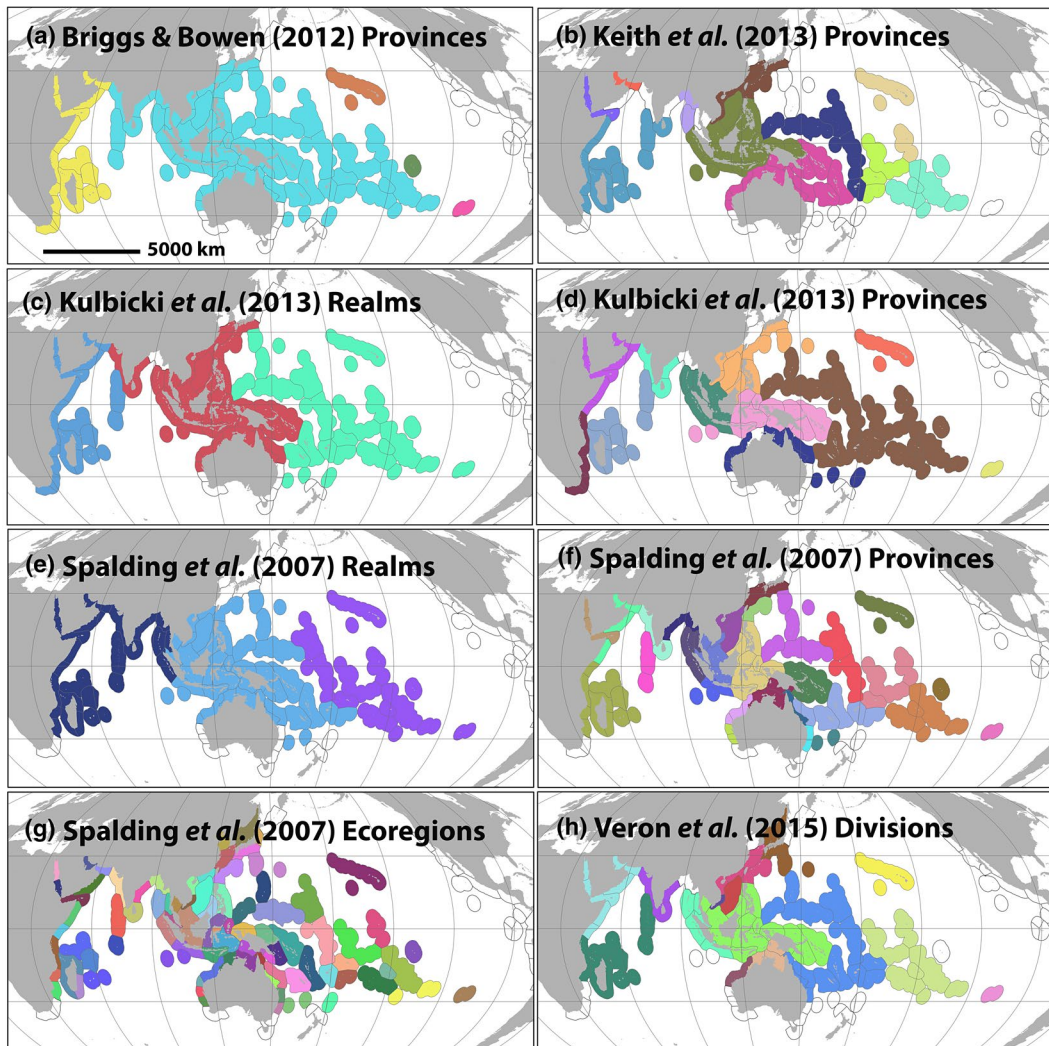 (a) Briggs & Bowen (2012) Provinces
(b) Keith et al. (2013) Provinces
5000 km
(c) Kulbicki et al. (2013) Realms
(d) Kulbicki et al. (2013) Provinces
(e) Spalding et al. (2007) Realms
(f) Spalding et al. (2007) Provinces
(g) Spalding et al. (2007) Ecoregions
(h) Veron et al. (2015) Divisions